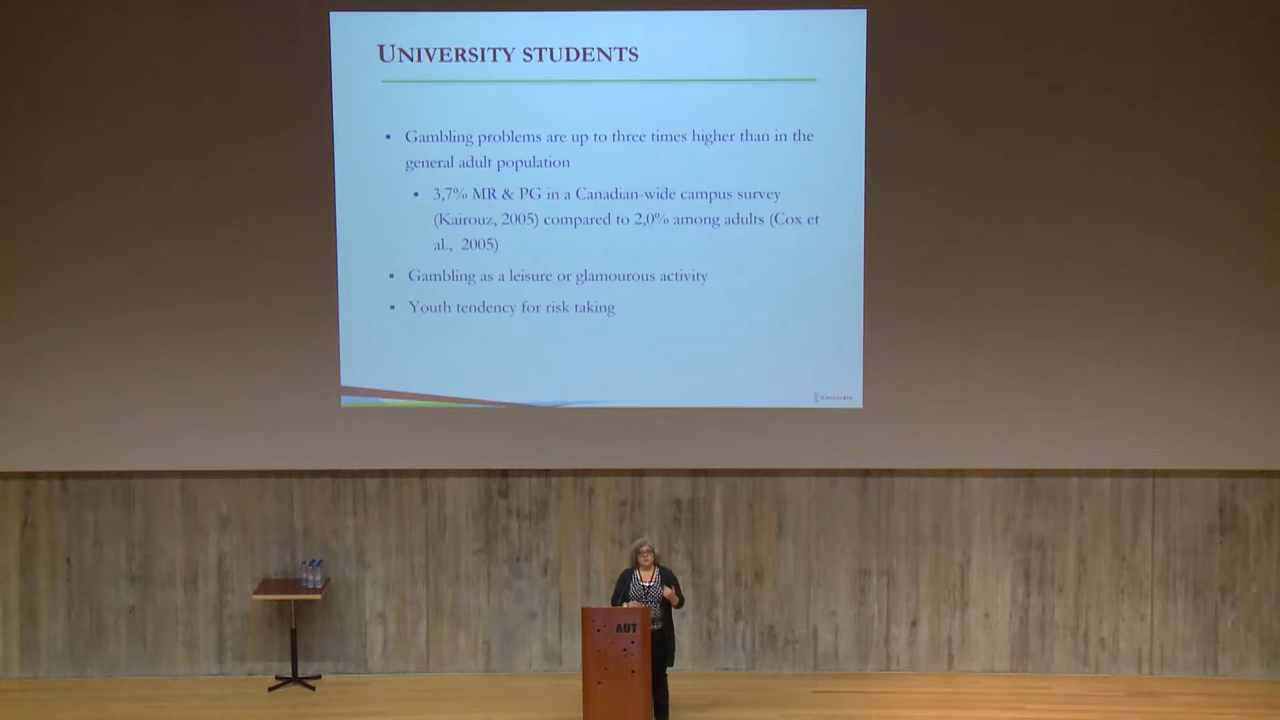 UNIVERSITY STUDENTS
▪ Gambling problems are up to three times higher than in the
general adult population
▪ 3,7% MR & PG in a Canadian-wide campus survey
(Kairouz, 2005) compared to 2,0% among adults (Cox et
al., 2005)
▪ Gambling as a leisure or glamourous activity
▪ Youth tendency for risk taking
Concordia
AUT